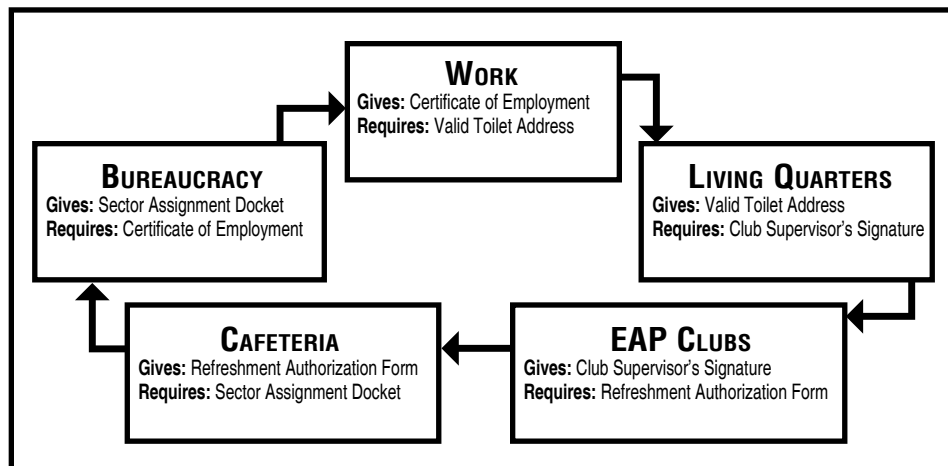 WORK
Gives: Certificate of Employment
Requires: Valid Toilet Address
BUREAUCRACY
Gives: Sector Assignment Docket
Requires: Certificate of Employment
LIVING QUARTERS
Gives: Valid Toilet Address
Requires: Club Supervisor's Signature
CAFETERIA
Gives: Refreshment Authorization Form
Requires: Sector Assignment Docket
EAP CLUBS
Gives: Club Supervisor's Signature
Requires: Refreshment Authorization Form